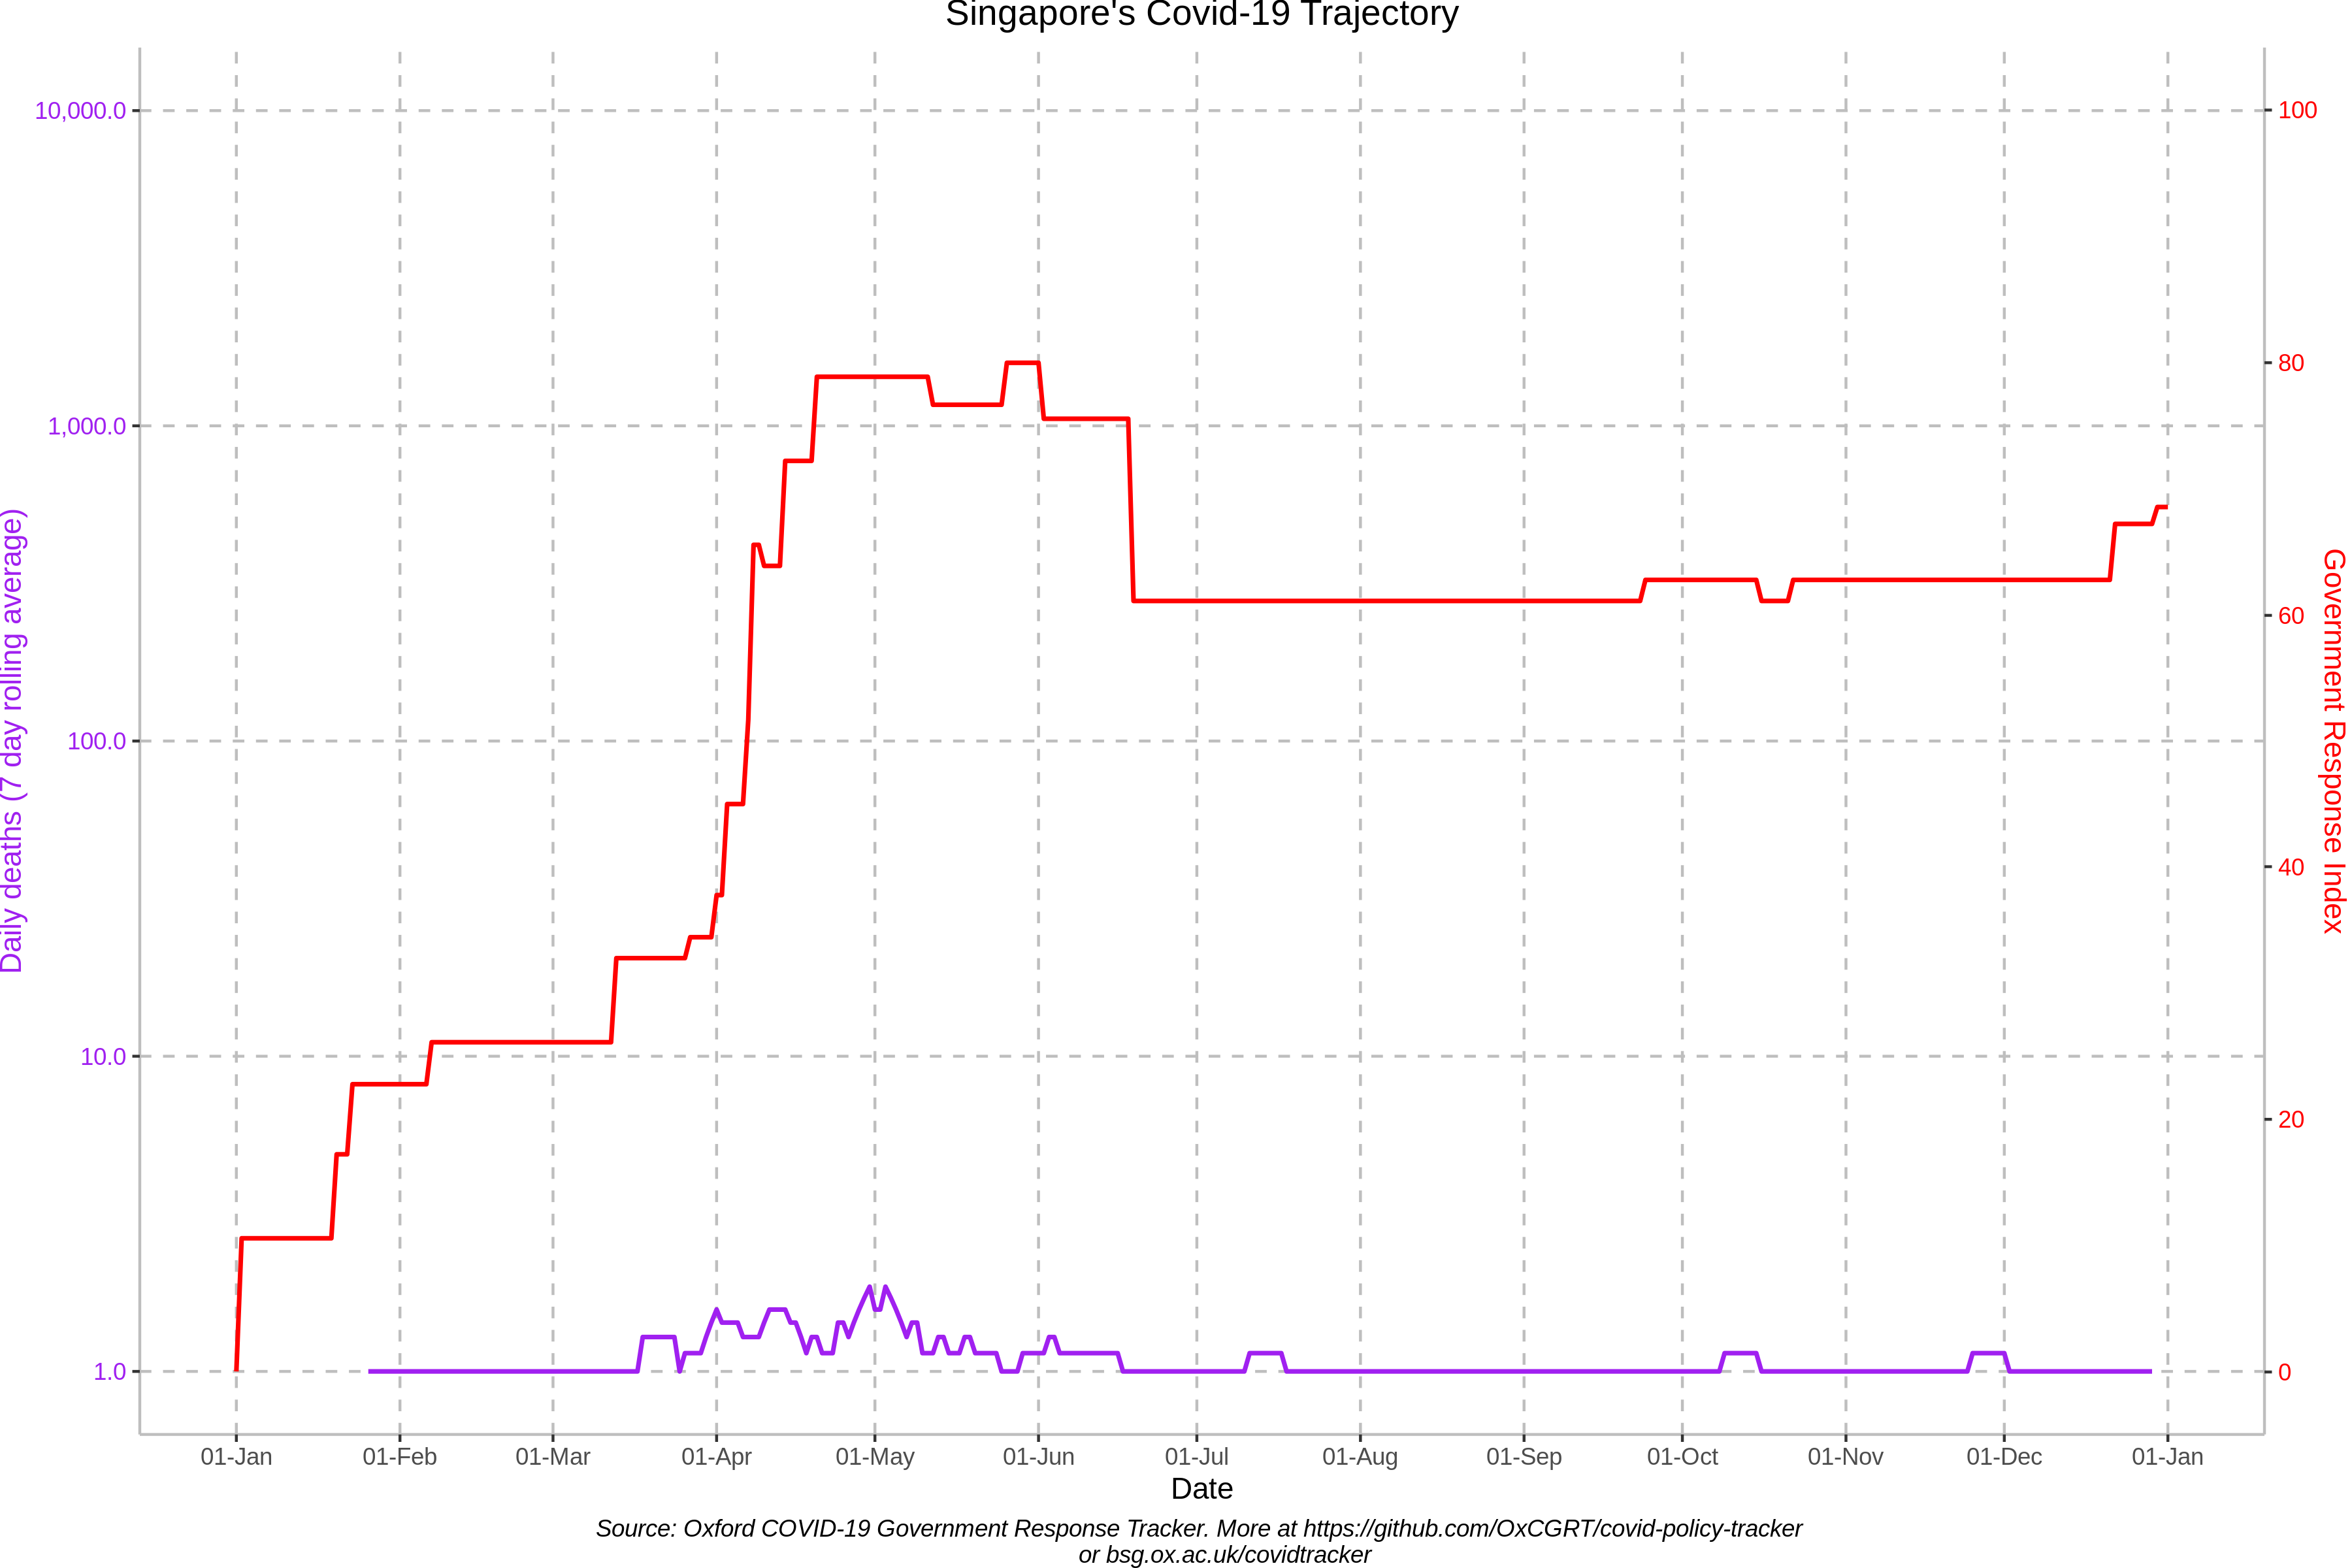 Singapore's Covid-19 Trajectory
10,000.0
1,000.0
100.0
10.0
1.0
Daily deaths (7 day rolling average)
100
80
60
40
20
0
Government Response Index
01-Jan 01-Feb 01-Mar 01-Apr 01-May 01-Jun 01-Jul 01-Aug 01-Sep 01-Oct 01-Nov 01-Dec 01-Jan
Date
Source: Oxford COVID-19 Government Response Tracker. More at https://github.com/OxCGRT/covid-policy-tracker
or bsg.ox.ac.uk/covidtracker